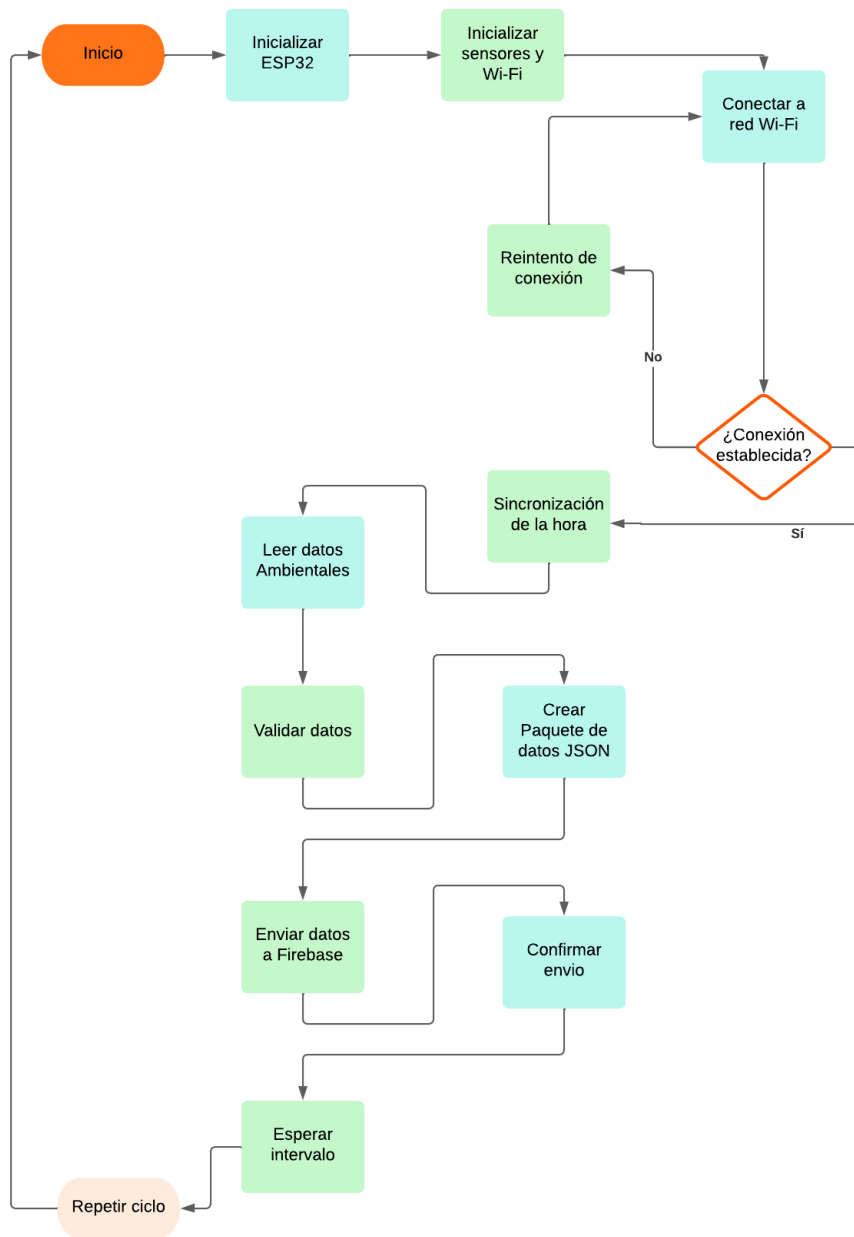 Inicio
Inicializar
ESP32
Inicializar
sensores y
Wi-Fi
Conectar a
red Wi-Fi
Reintento de
conexión
No
¿Conexión
establecida?
Sí
Sincronización
de la hora
Leer datos
Ambientales
Validar datos
Crear
Paquete de
datos JSON
Enviar datos
a Firebase
Confirmar
envio
Esperar
intervalo
Repetir ciclo